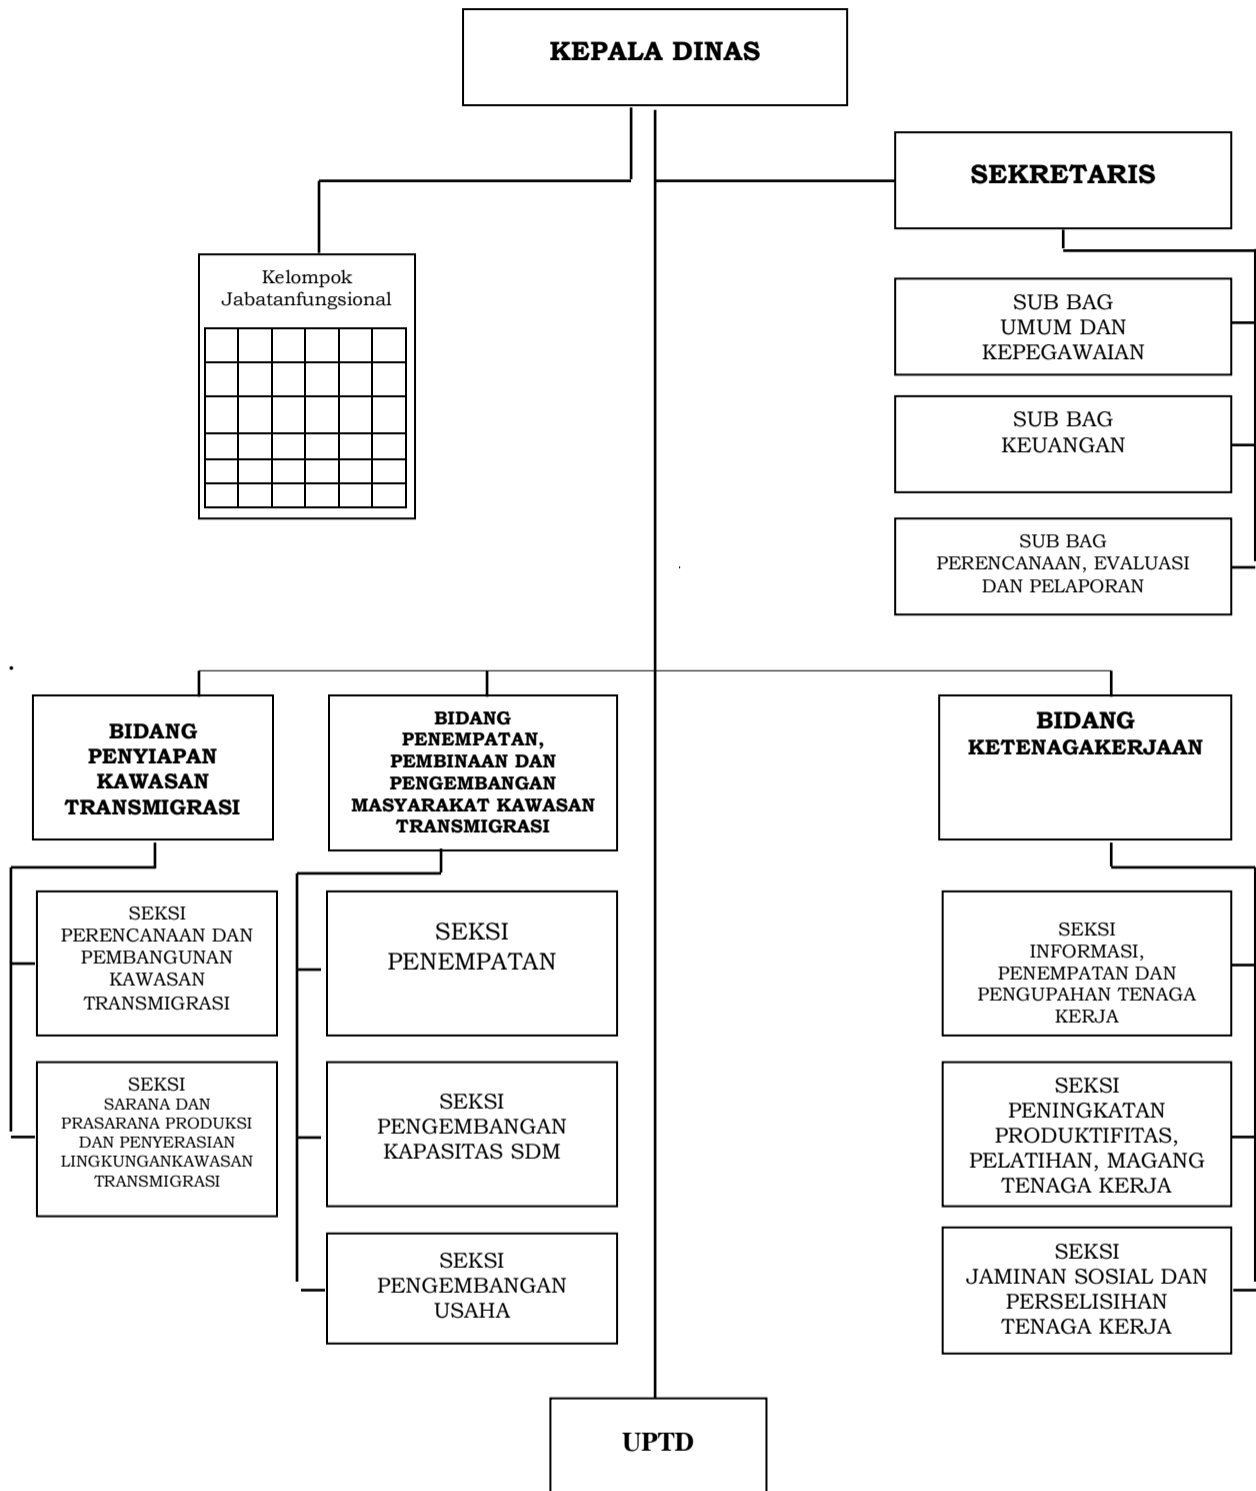 KEPALA DINAS
SEKRETARIS
Kelompok
Jabatanfungsional
SUB BAG
UMUM DAN
KEPEGAWAIAN
SUB BAG
KEUANGAN
SUB BAG
PERENCANAAN, EVALUASI
DAN PELAPORAN
BIDANG
PENYIAPAN
KAWASAN
TRANSMIGRASI
BIDANG
PENEMPATAN,
PEMBINAAN DAN
PENGEMBANGAN
MASYARAKAT KAWASAN
TRANSMIGRASI
BIDANG
KETENAGAKERJAAN
SEKSI
PERENCANAAN DAN
PEMBANGUNAN
KAWASAN
TRANSMIGRASI
SEKSI
PENEMPATAN
SEKSI
INFORMASI,
PENEMPATAN DAN
PENGUPAHAN TENAGA
KERJA
SEKSI
SARANA DAN
PRASARANA PRODUKSI
DAN PENYERASIAN
LINGKUNGANKAWASAN
TRANSMIGRASI
SEKSI
PENGEMBANGAN
KAPASITAS SDM
SEKSI
PENINGKATAN
PRODUKTIFITAS,
PELATIHAN, MAGANG
TENAGA KERJA
SEKSI
PENGEMBANGAN
USAHA
SEKSI
JAMINAN SOSIAL DAN
PERSELISIHAN
TENAGA KERJA
UPTD